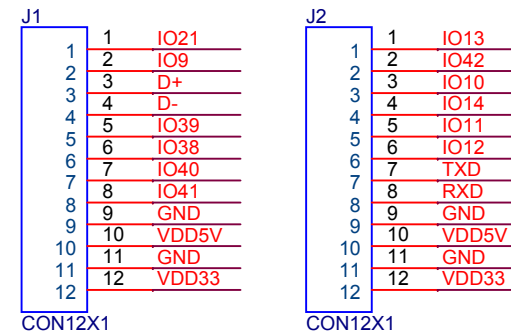 J1
1 1 IO21
2 2 IO9
3 3 D+
4 4 D-
5 5 IO39
6 6 IO38
7 7 IO40
8 8 IO41
9 9 GND
10 10 VDD5V
11 11 GND
12 12 VDD33
CON12X1
J2
1 1 IO13
2 2 IO42
3 3 IO10
4 4 IO14
5 5 IO11
6 6 IO12
7 7 TXD
8 8 RXD
9 9 GND
10 10 VDD5V
11 11 GND
12 12 VDD33
CON12X1